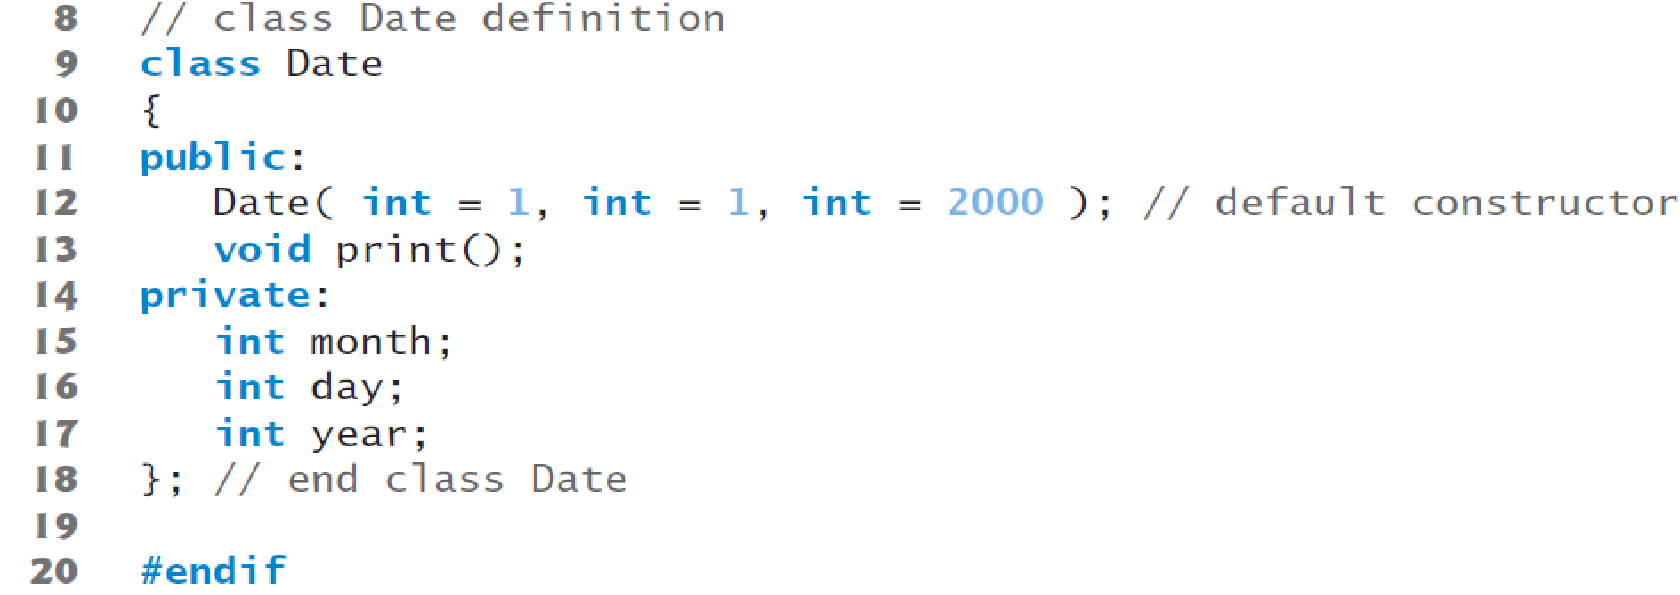 8 // class Date definition
9 class Date
10 {
11 public:
12 Date( int = 1, int = 1, int = 2000 ); // default constructor
13 void print();
14 private:
15 int month;
16 int day;
17 int year;
18 }; // end class Date
19
20 #endif